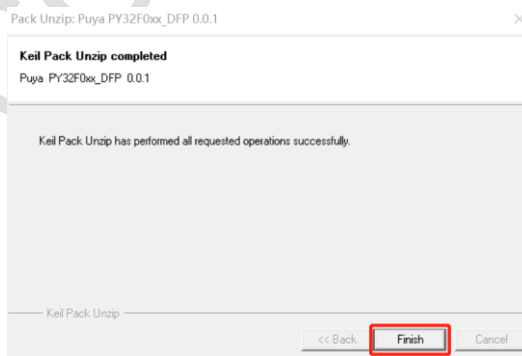 Pack Unzip: Puya PY32F0xx_DFP 0.0.1
Keil Pack Unzip completed
Puya PY32F0xx_DFP 0.0.1
Keil Pack Unzip has performed all requested operations successfully.
Keil Pack Unzip
<< Back Finish Cancel